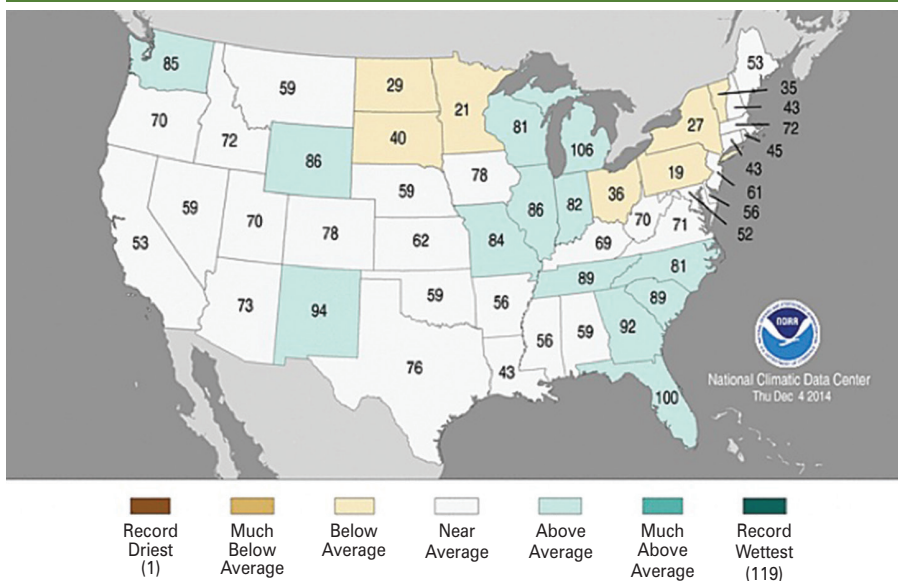 85
59
29
21
53
35
43
72
45
43
61
56
52
70
72
86
40
81
106
27
19
59
78
36
59
70
78
62
84
86
82
70
71
53
69
73
94
59
56
89
81
89
92
76
43
56
59
100
NOAA
National Climatic Data Center
Thu Dec 4 2014
Record
Driest
(1)
Much
Below
Average
Below
Average
Near
Average
Above
Average
Much
Above
Average
Record
Wettest
(119)